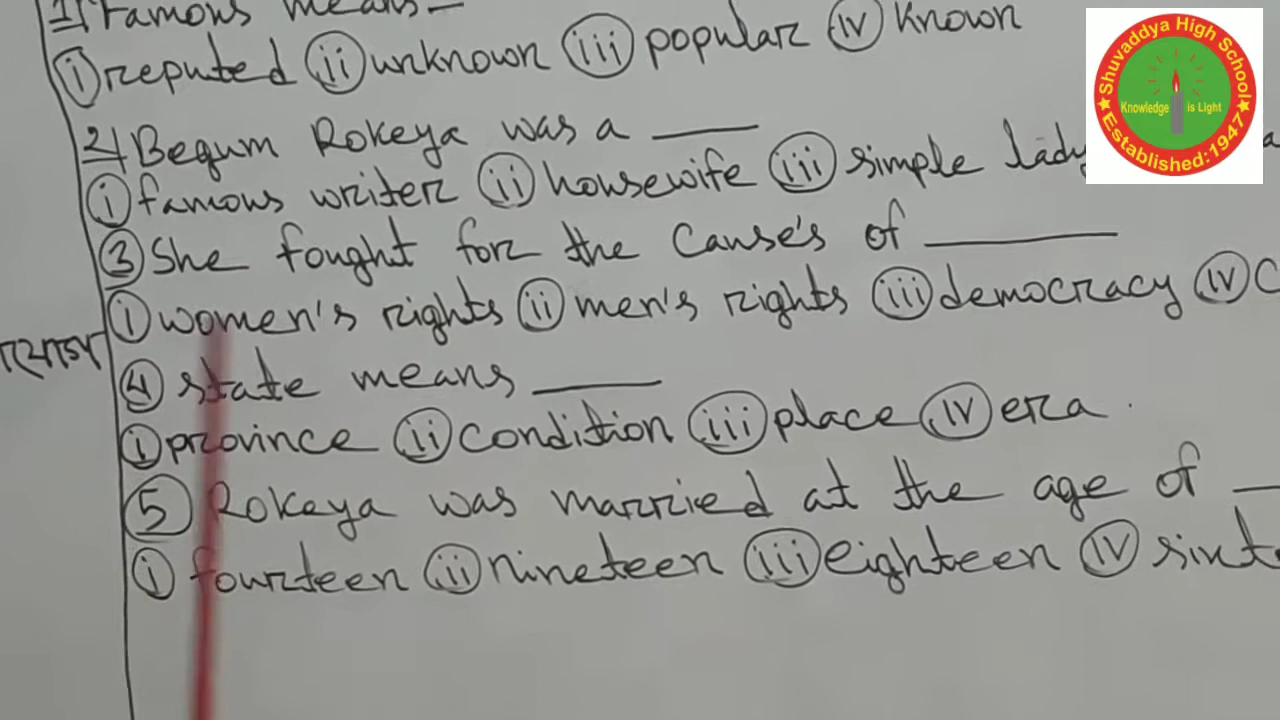 1| Famous means-
i reputed ii unknown iii popular iv known
2| Begum Rokeya was a ____
i famous writer ii housewife iii simple lady
3 She fought for the cause's of ____
i women's rights ii men's rights iii democracy iv
4 state means ____
i province ii condition iii place iv era
5 Rokeya was married at the age of __
i fourteen ii nineteen iii eighteen iv
Shuvaddya High School
Knowledge is Light
Established:1947